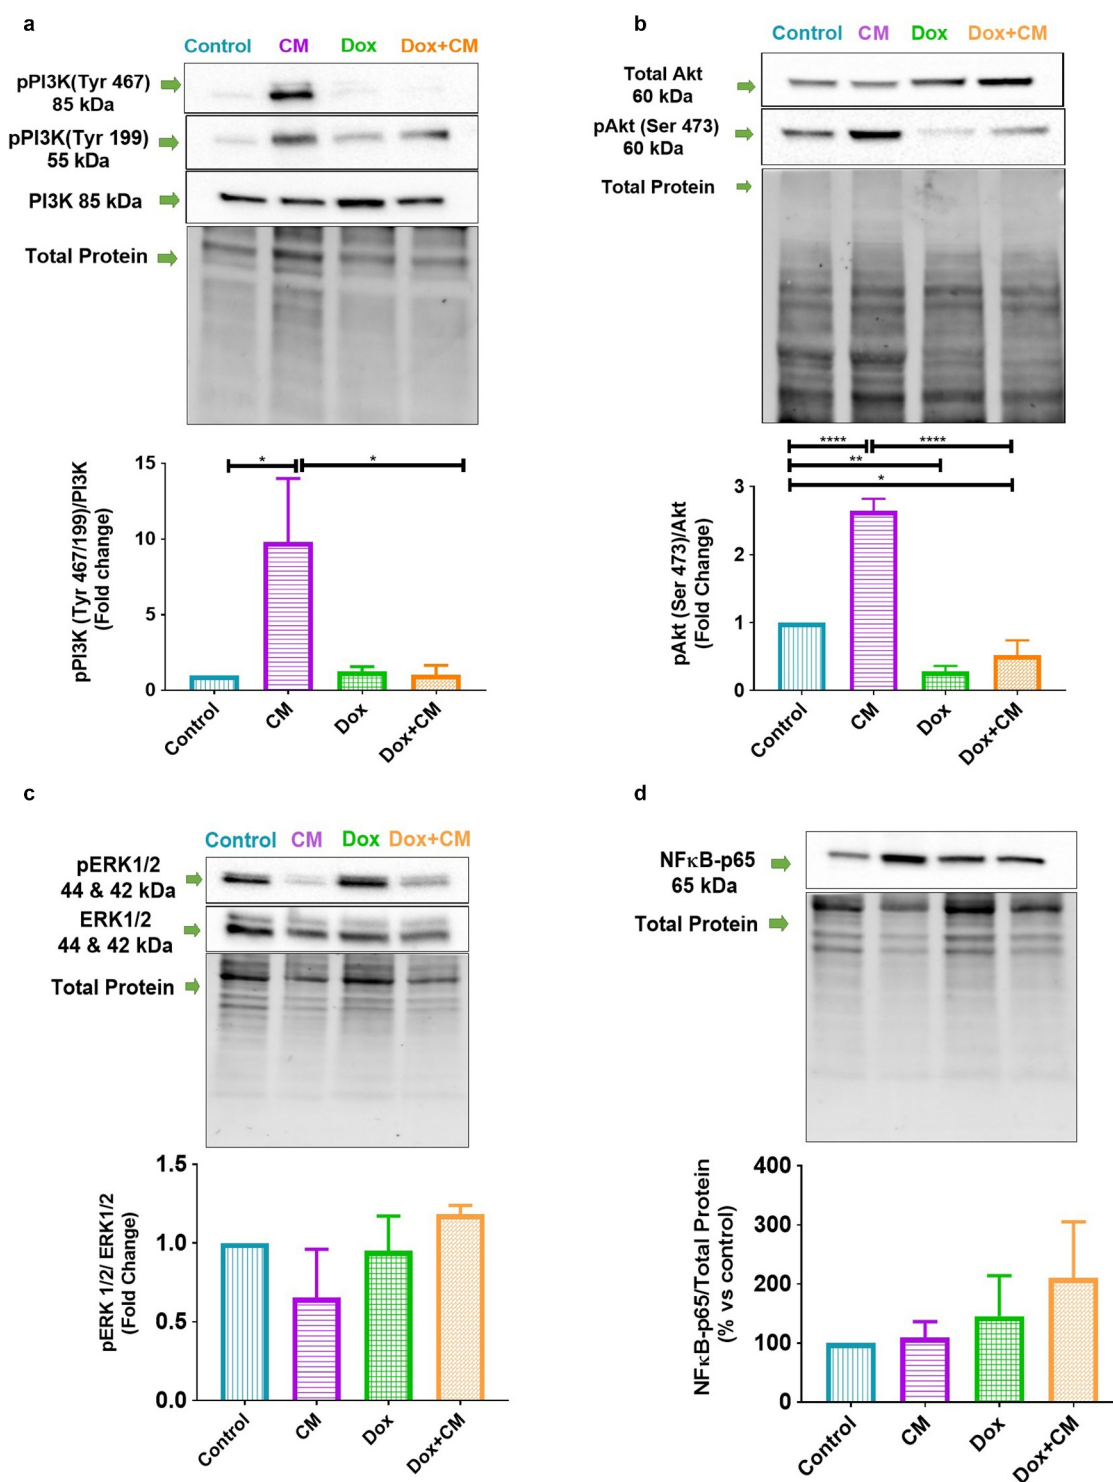 a
Control CM Dox Dox+CM
pPI3K(Tyr 467)
85 kDa
pPI3K(Tyr 199)
55 kDa
PI3K 85 kDa
Total Protein
pPI3K (Tyr 467/199)/PI3K
(Fold change)
15
10
5
0
* *
Control CM Dox Dox+CM
b
Control CM Dox Dox+CM
Total Akt
60 kDa
pAkt (Ser 473)
60 kDa
Total Protein
**** ****
**
*
pAkt (Ser 473)/Akt
(Fold Change)
3
2
1
0
Control CM Dox Dox+CM
c
Control CM Dox Dox+CM
pERK1/2
44 & 42 kDa
ERK1/2
44 & 42 kDa
Total Protein
pERK 1/2/ ERK1/2
(Fold Change)
1.5
1.0
0.5
0.0
Control CM Dox Dox+CM
d
NFκB-p65
65 kDa
Total Protein
NFκB-p65/Total Protein
(% vs control)
400
300
200
100
0
Control CM Dox Dox+CM